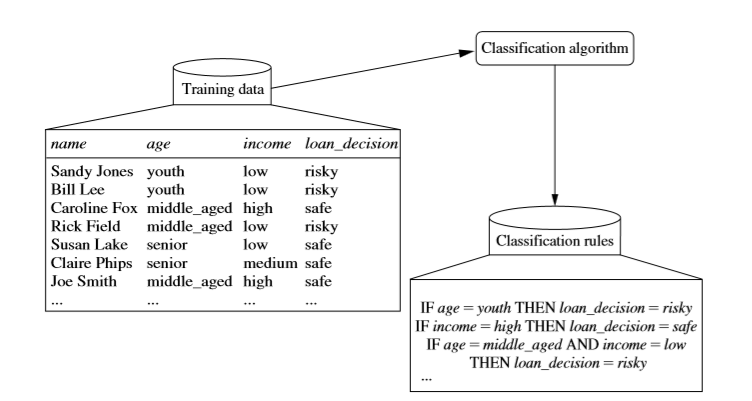 Classification algorithm
Training data
name age income loan_decision
Sandy Jones youth low risky
Bill Lee youth low risky
Caroline Fox middle_aged high safe
Rick Field middle_aged low risky
Susan Lake senior low safe
Claire Phips senior medium safe
Joe Smith middle_aged high safe
... ... ... ...
Classification rules
IF age = youth THEN loan_decision = risky
IF income = high THEN loan_decision = safe
IF age = middle_aged AND income = low
THEN loan_decision = risky
...